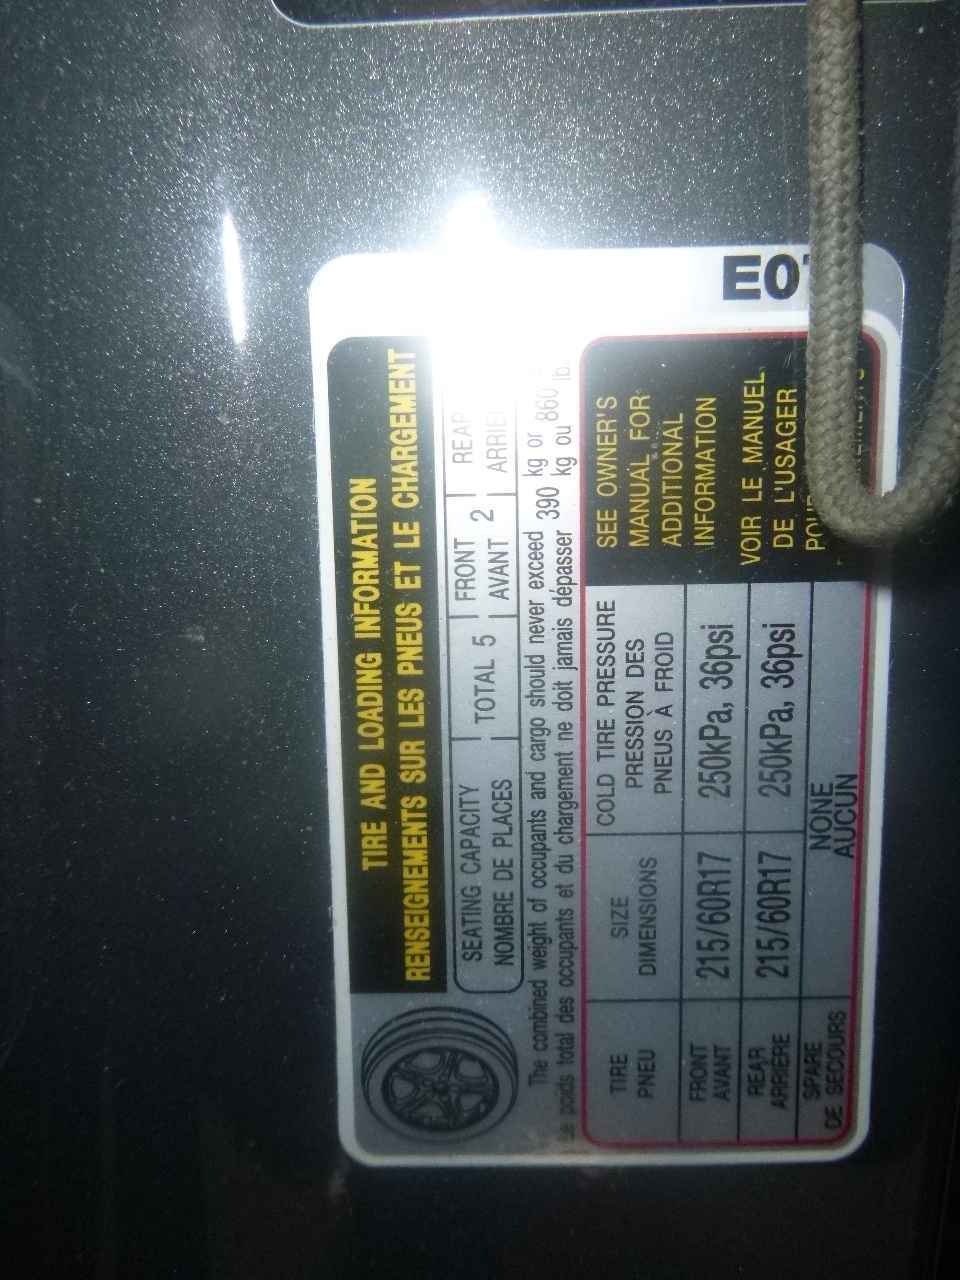 TIRE AND LOADING INFORMATION
RENSEIGNEMENTS SUR LES PNEUS ET LE CHARGEMENT
SEATING CAPACITY
NOMBRE DE PLACES
TOTAL 5
FRONT
AVANT 2
REAR
The combined weight of occupants and cargo should never exceed 390 kg or 860
poids total des occupants et du chargement ne doit jamais dépasser 390 kg ou 860 lb.
TIRE
PNEU
SIZE
DIMENSIONS
COLD TIRE PRESSURE
PRESSION DES
PNEUS À FROID
FRONT
AVANT
215/60R17
250kPa, 36psi
REAR
ARRIÈRE
215/60R17
250kPa, 36psi
SPARE
DE SECOURS
NONE
AUCUN
SEE OWNER'S
MANUAL FOR
ADDITIONAL
INFORMATION
VOIR LE MANUEL
DE L'USAGER